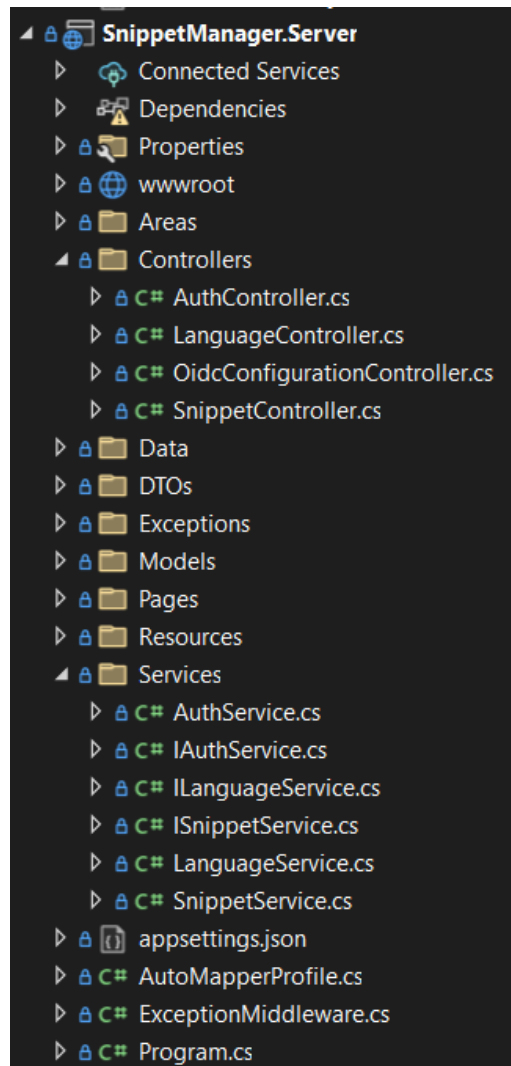 SnippetManager.Server
Connected Services
Dependencies
Properties
wwwroot
Areas
Controllers
C# AuthController.cs
C# LanguageController.cs
C# OidcConfigurationController.cs
C# SnippetController.cs
Data
DTOs
Exceptions
Models
Pages
Resources
Services
C# AuthService.cs
C# IAuthService.cs
C# ILanguageService.cs
C# ISnippetService.cs
C# LanguageService.cs
C# SnippetService.cs
appsettings.json
C# AutoMapperProfile.cs
C# ExceptionMiddleware.cs
C# Program.cs